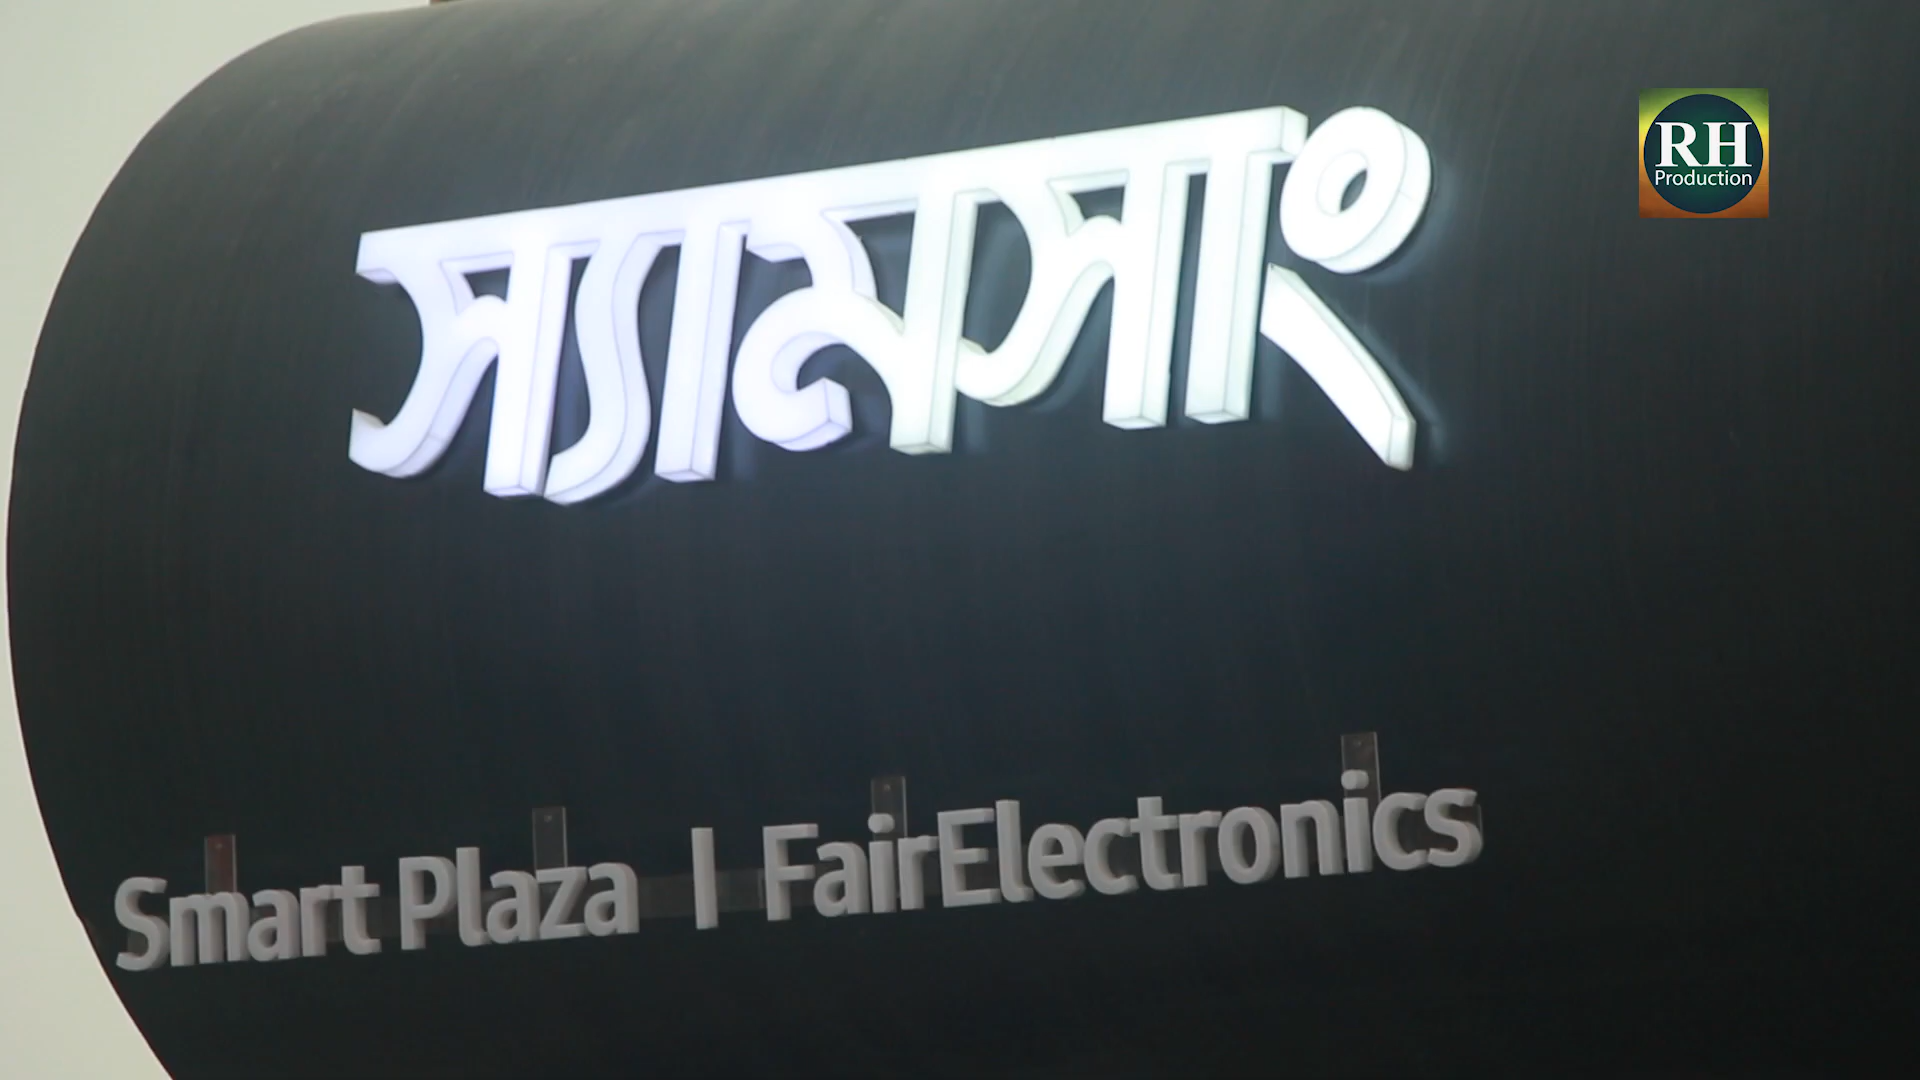 স্যামসাং
RH
Production
Smart Plaza | FairElectronics